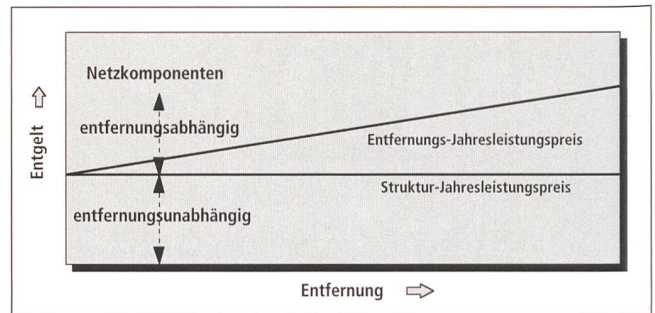 Netzkomponenten
entfernungsabhängig
Entfernungs-Jahresleistungspreis
Struktur-Jahresleistungspreis
entfernungsunabhängig
Entgelt
Entfernung